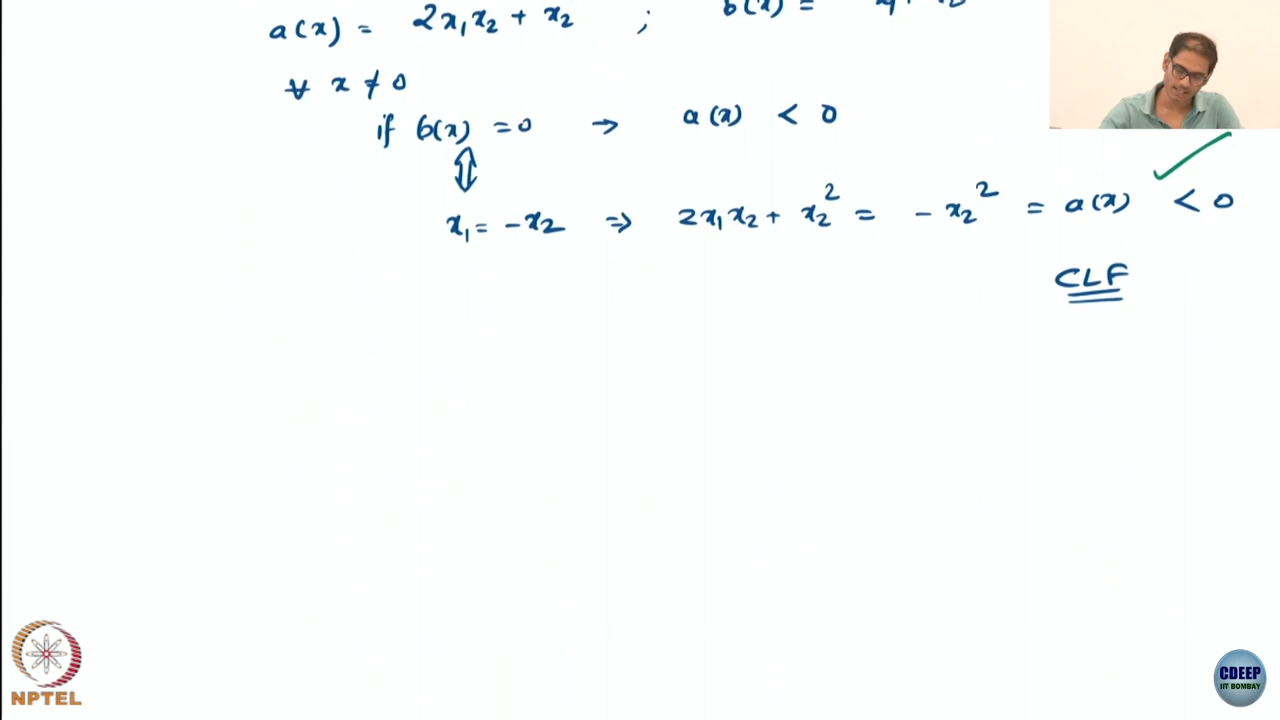 a(x) = 2x₁x₂ + x₂ ; b(x) =
∀ x ≠ 0
if b(x) = 0 → a(x) < 0
⇕
x₁ = -x₂ ⇒ 2x₁x₂ + x₂² = - x₂² = a(x) < 0 ✓
CLF
NPTEL
CDEEP
IIT BOMBAY